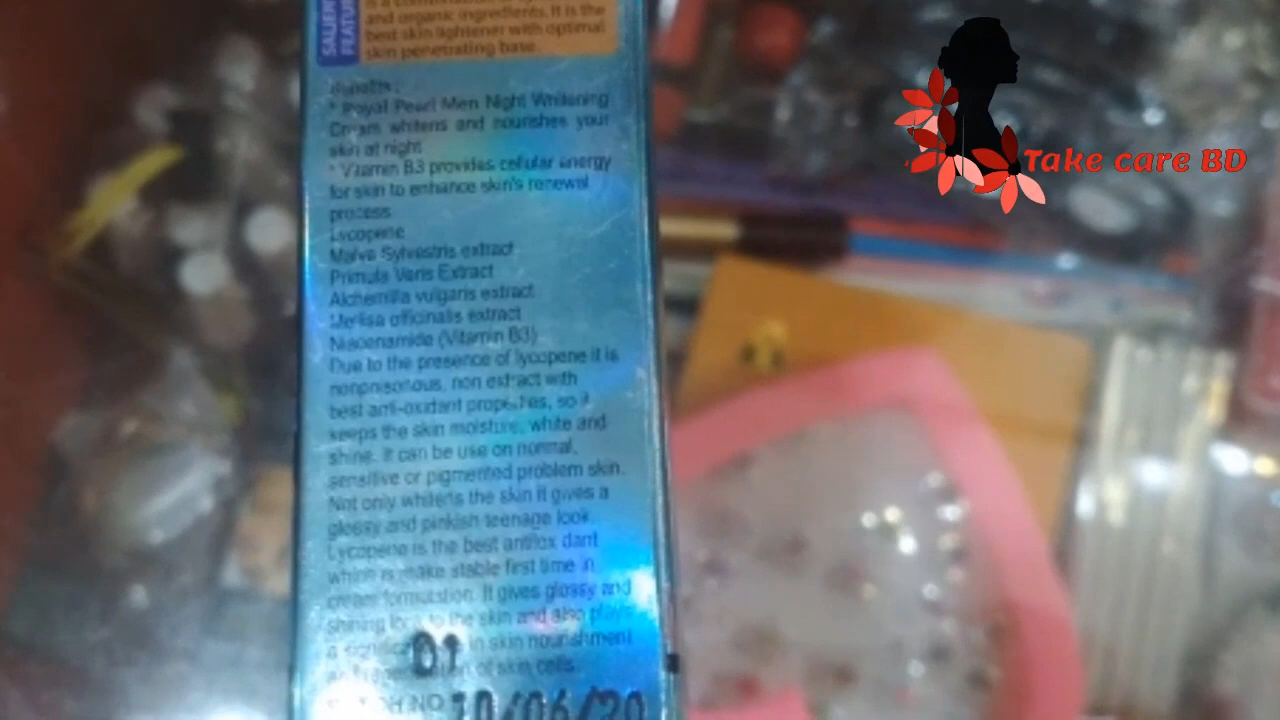 SALIENT FEATURE
and organic ingredients. It is the
best skin lightener with optimal
skin penetrating base.
Benefits :
* Royal Pearl Men Night Whitening
Cream whitens and nourishes your
skin at night
* Vitamin B3 provides cellular energy
for skin to enhance skin's renewal
process
Lycopene
Malva Sylvestris extract
Primula Veris Extract
Alchemilla vulgaris extract
Melissa officinalis extract
Niacenamide (Vitamin B3)
Due to the presence of lycopene it is
non extract with
best anti-oxidant properties, so it
keeps the skin moisture, white and
shine. It can be use on normal,
sensitive or pigmented problem skin.
Not only whitens the skin it gives a
glossy and pinkish teenage look.
Lycopene is the best antiox dant
which is make stable first time in
cream formutation. It gives glossy and
shining look to the skin and also plays
a in skin nourishment
of skin cells.
01
NO
10/06/20
Take care BD